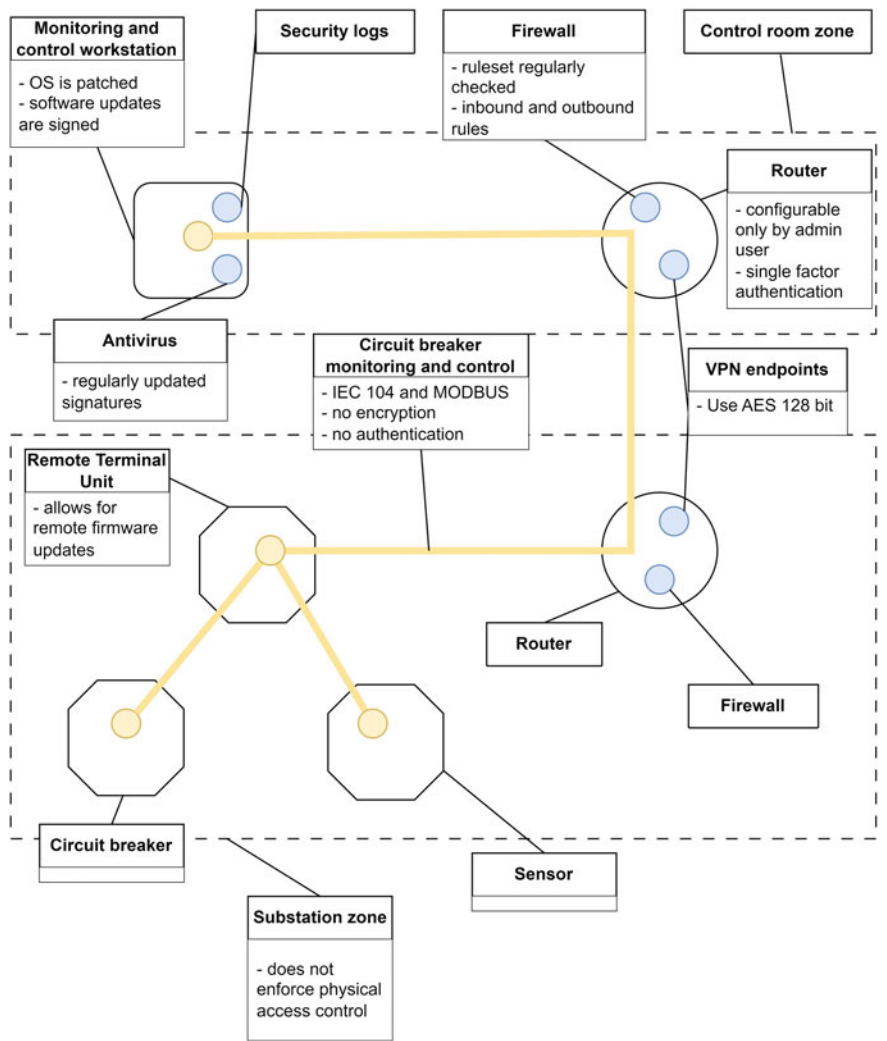 Monitoring and
control workstation
- OS is patched
- software updates
are signed
Security logs
Firewall
- ruleset regularly
checked
- inbound and outbound
rules
Control room zone
Router
- configurable
only by admin
user
- single factor
authentication
Antivirus
- regularly updated
signatures
Circuit breaker
monitoring and control
- IEC 104 and MODBUS
- no encryption
- no authentication
VPN endpoints
- Use AES 128 bit
Remote Terminal
Unit
- allows for
remote firmware
updates
Router
Firewall
Circuit breaker
Sensor
Substation zone
- does not
enforce physical
access control